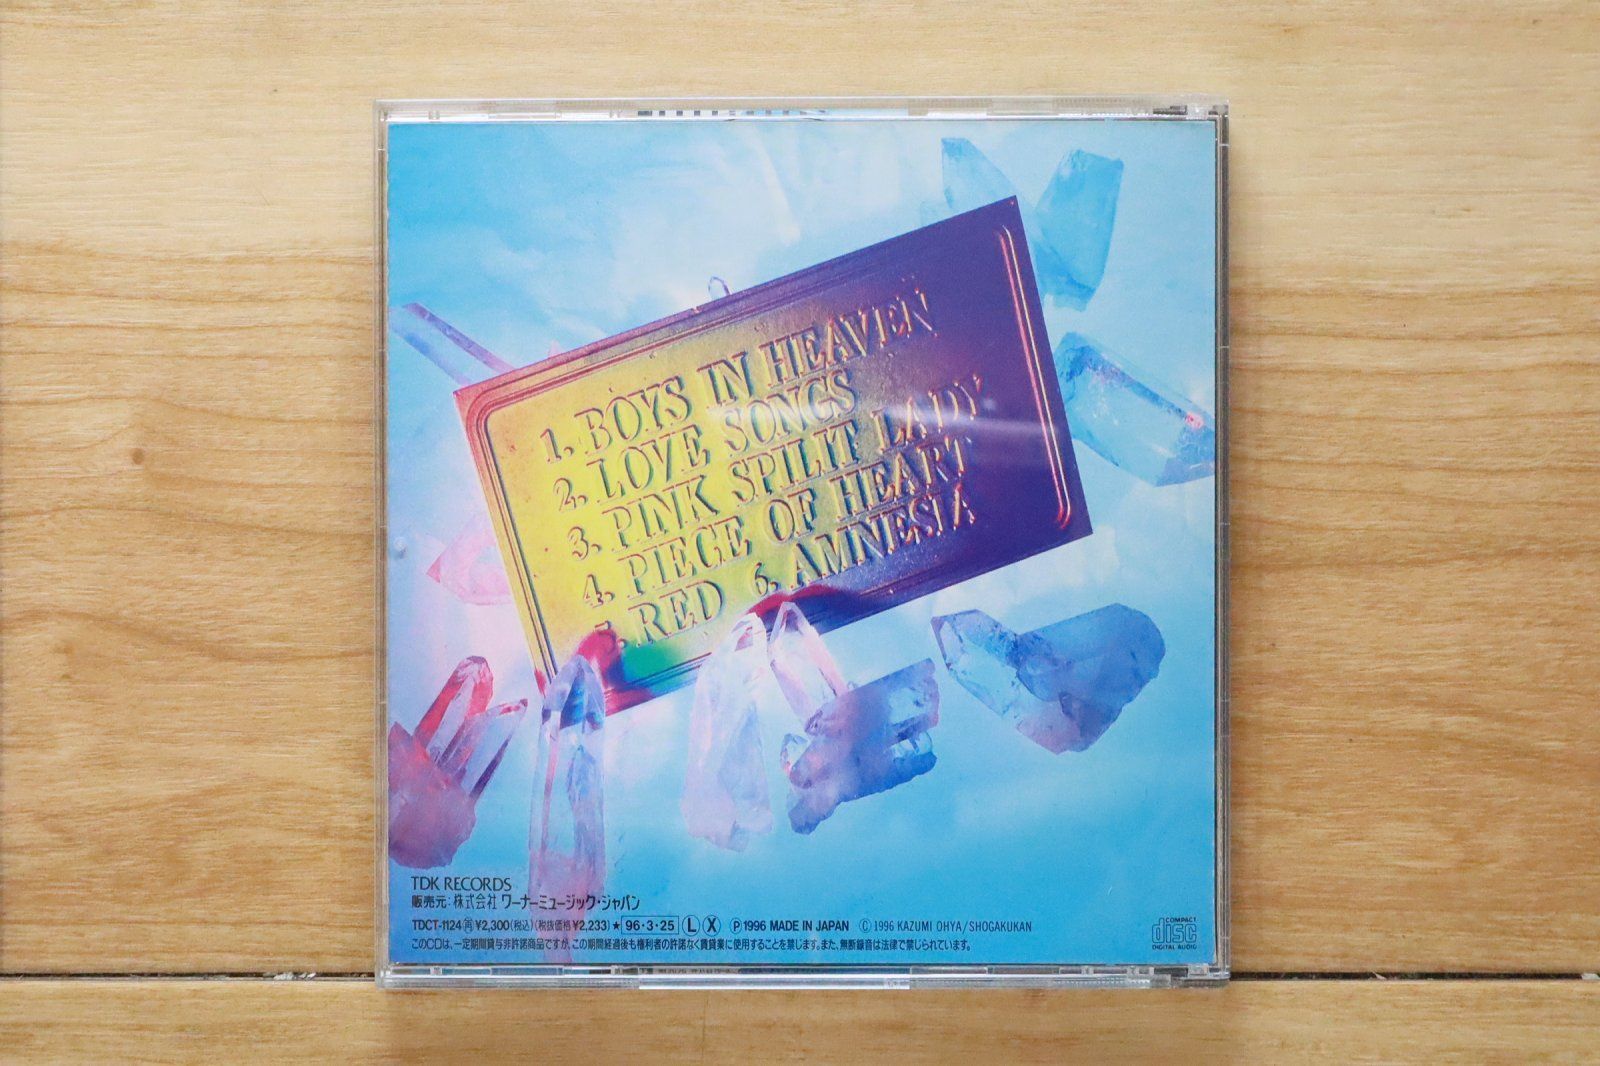 1. BOYS IN HEAVEN
2. LOVE SONGS
3. PINK SPILIT LADY
4. PIECE OF HEART
5. RED 6. AMNESIA
TDK RECORDS
販売元:株式会社 ワーナーミュージック・ジャパン
TDCT-1124 再 ¥2,300(税込)(税抜価格¥2,233)★ 96・3・25 L X Ⓟ1996 MADE IN JAPAN Ⓒ1996 KAZUMI OHYA/SHOGAKUKAN
このCDは、一定期間貸与非許諾商品ですが、この期間経過後も権利者の許諾なく賃貸業に使用することを禁じます。また、無断録音は法律で禁じられています。
COMPACT
disc
DIGITAL AUDIO